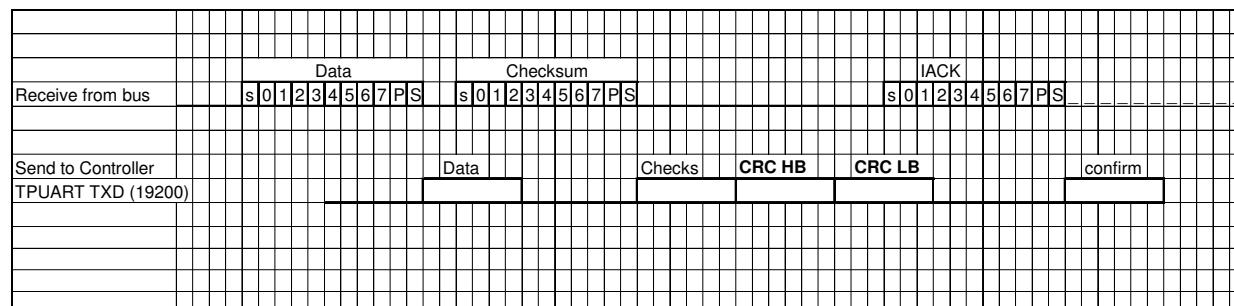 Data Checksum IACK
Receive from bus s 0 1 2 3 4 5 6 7 P S s 0 1 2 3 4 5 6 7 P S s 0 1 2 3 4 5 6 7 P S
Send to Controller Data Checks CRC HB CRC LB confirm
TPUART TXD (19200)